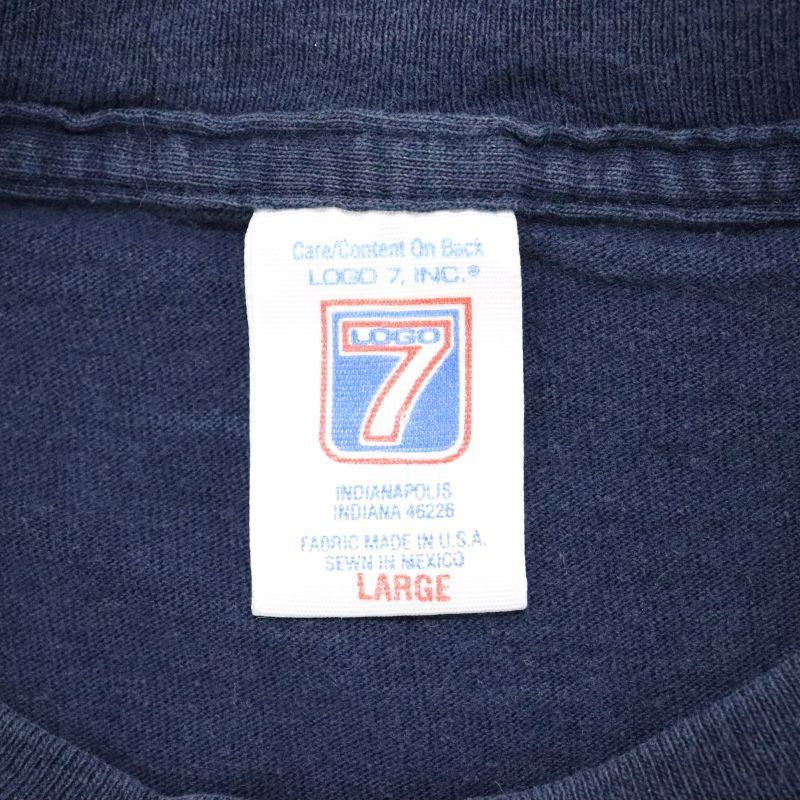 Care/Content On Back
LOGO 7, INC.®
LOGO
7
INDIANAPOLIS
INDIANA 46226
FABRIC MADE IN U.S.A.
SEWN IN MEXICO
LARGE